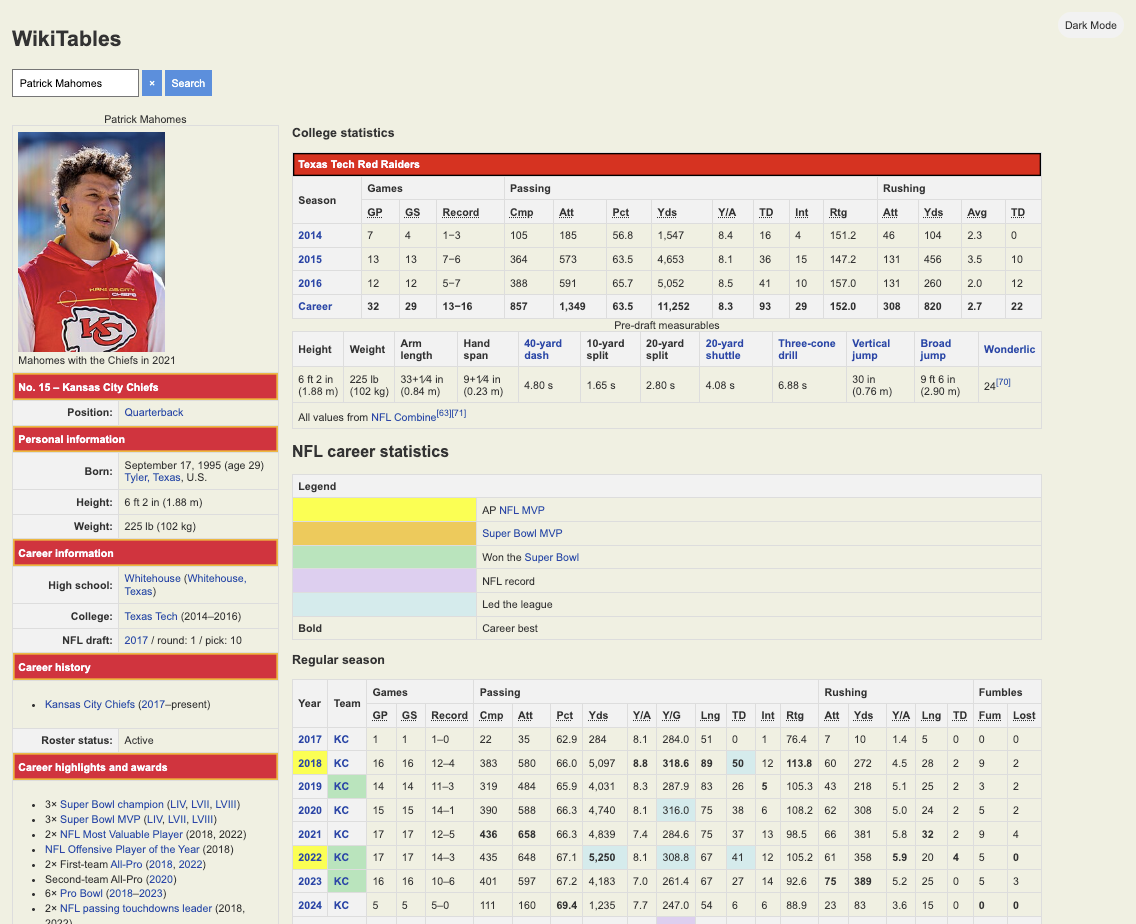 WikiTables
Dark Mode
Patrick Mahomes × Search
Patrick Mahomes
KANSAS CITY
CHIEFS
KC
Mahomes with the Chiefs in 2021
No. 15 – Kansas City Chiefs
Position: Quarterback
Personal information
Born: September 17, 1995 (age 29)
Tyler, Texas, U.S.
Height: 6 ft 2 in (1.88 m)
Weight: 225 lb (102 kg)
Career information
High school: Whitehouse (Whitehouse,
Texas)
College: Texas Tech (2014–2016)
NFL draft: 2017 / round: 1 / pick: 10
Career history
• Kansas City Chiefs (2017–present)
Roster status: Active
Career highlights and awards
• 3× Super Bowl champion (LIV, LVII, LVIII)
• 3× Super Bowl MVP (LIV, LVII, LVIII)
• 2× NFL Most Valuable Player (2018, 2022)
• NFL Offensive Player of the Year (2018)
• 2× First-team All-Pro (2018, 2022)
• Second-team All-Pro (2020)
• 6× Pro Bowl (2018–2023)
• 2× NFL passing touchdowns leader (2018,
2022)
College statistics
Texas Tech Red Raiders
Season Games Passing Rushing
GP GS Record Cmp Att Pct Yds Y/A TD Int Rtg Att Yds Avg TD
2014 7 4 1−3 105 185 56.8 1,547 8.4 16 4 151.2 46 104 2.3 0
2015 13 13 7−6 364 573 63.5 4,653 8.1 36 15 147.2 131 456 3.5 10
2016 12 12 5−7 388 591 65.7 5,052 8.5 41 10 157.0 131 260 2.0 12
Career 32 29 13−16 857 1,349 63.5 11,252 8.3 93 29 152.0 308 820 2.7 22
Pre-draft measurables
Height Weight Arm length Hand span 40-yard dash 10-yard split 20-yard split 20-yard shuttle Three-cone drill Vertical jump Broad jump Wonderlic
6 ft 2 in (1.88 m) 225 lb (102 kg) 33+1⁄4 in (0.84 m) 9+1⁄4 in (0.23 m) 4.80 s 1.65 s 2.80 s 4.08 s 6.88 s 30 in (0.76 m) 9 ft 6 in (2.90 m) 24[70]
All values from NFL Combine[63][71]
NFL career statistics
Legend
AP NFL MVP
Super Bowl MVP
Won the Super Bowl
NFL record
Led the league
Bold Career best
Regular season
Year Team Games Passing Rushing Fumbles
GP GS Record Cmp Att Pct Yds Y/A Y/G Lng TD Int Rtg Att Yds Y/A Lng TD Fum Lost
2017 KC 1 1 1–0 22 35 62.9 284 8.1 284.0 51 0 1 76.4 7 10 1.4 5 0 0 0
2018 KC 16 16 12–4 383 580 66.0 5,097 8.8 318.6 89 50 12 113.8 60 272 4.5 28 2 9 2
2019 KC 14 14 11–3 319 484 65.9 4,031 8.3 287.9 83 26 5 105.3 43 218 5.1 25 2 3 2
2020 KC 15 15 14–1 390 588 66.3 4,740 8.1 316.0 75 38 6 108.2 62 308 5.0 24 2 5 2
2021 KC 17 17 12–5 436 658 66.3 4,839 7.4 284.6 75 37 13 98.5 66 381 5.8 32 2 9 4
2022 KC 17 17 14–3 435 648 67.1 5,250 8.1 308.8 67 41 12 105.2 61 358 5.9 20 4 5 0
2023 KC 16 16 10–6 401 597 67.2 4,183 7.0 261.4 67 27 14 92.6 75 389 5.2 25 0 5 3
2024 KC 5 5 5–0 111 160 69.4 1,235 7.7 247.0 54 6 6 88.9 23 83 3.6 15 0 0 0